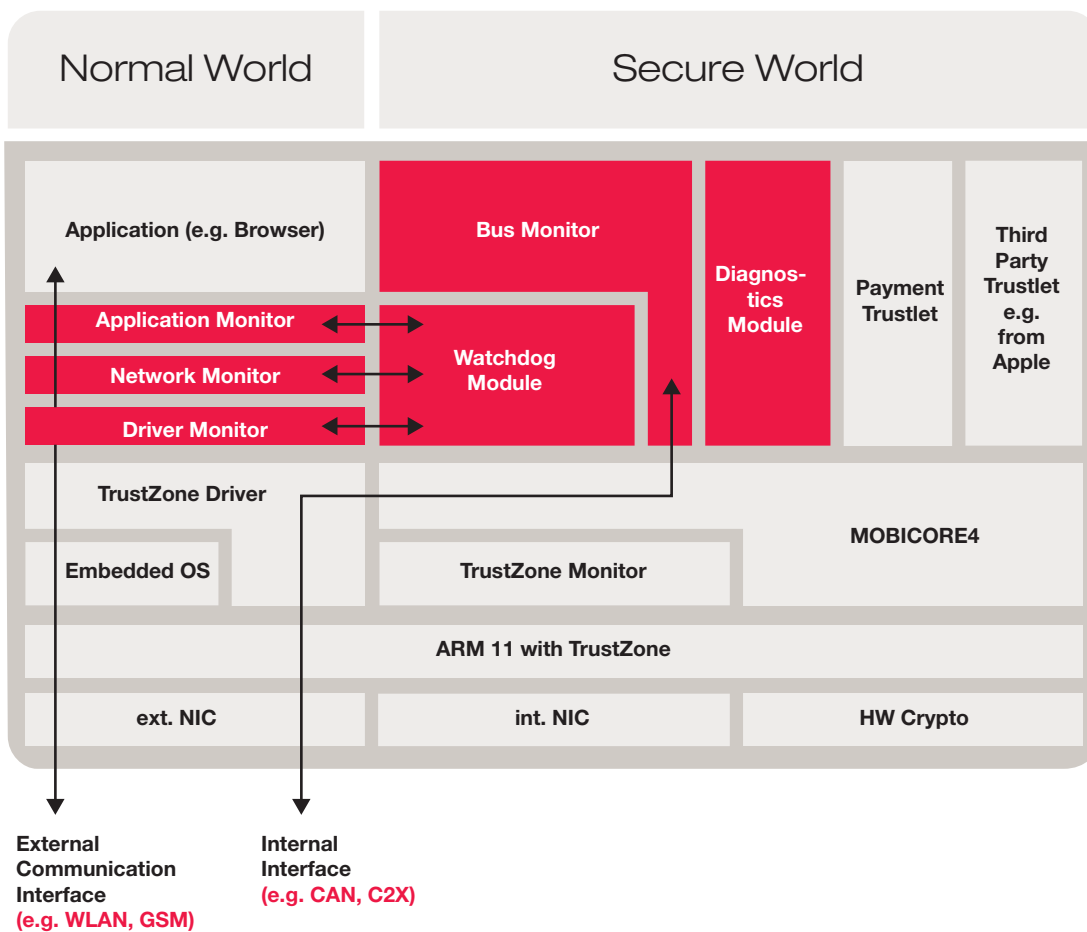 Normal World
Secure World
Application (e.g. Browser)
Bus Monitor
Diagnos-
tics
Module
Payment
Trustlet
Third
Party
Trustlet
e.g.
from
Apple
Application Monitor
Network Monitor
Driver Monitor
Watchdog
Module
TrustZone Driver
MOBICORE4
Embedded OS
TrustZone Monitor
ARM 11 with TrustZone
ext. NIC
int. NIC
HW Crypto
External
Communication
Interface
(e.g. WLAN, GSM)
Internal
Interface
(e.g. CAN, C2X)